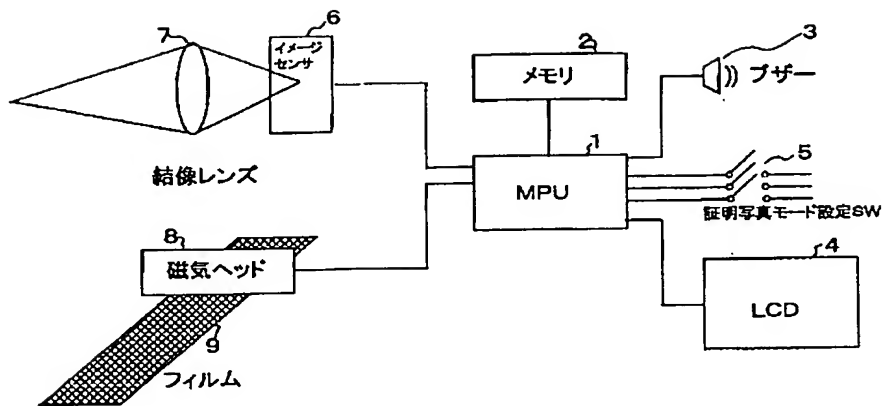 7
6
イメージ
センサ
2
メモリ
3
ブザー
結像レンズ
1
MPU
5
証明写真モード設定SW
8
磁気ヘッド
4
LCD
9
フィルム